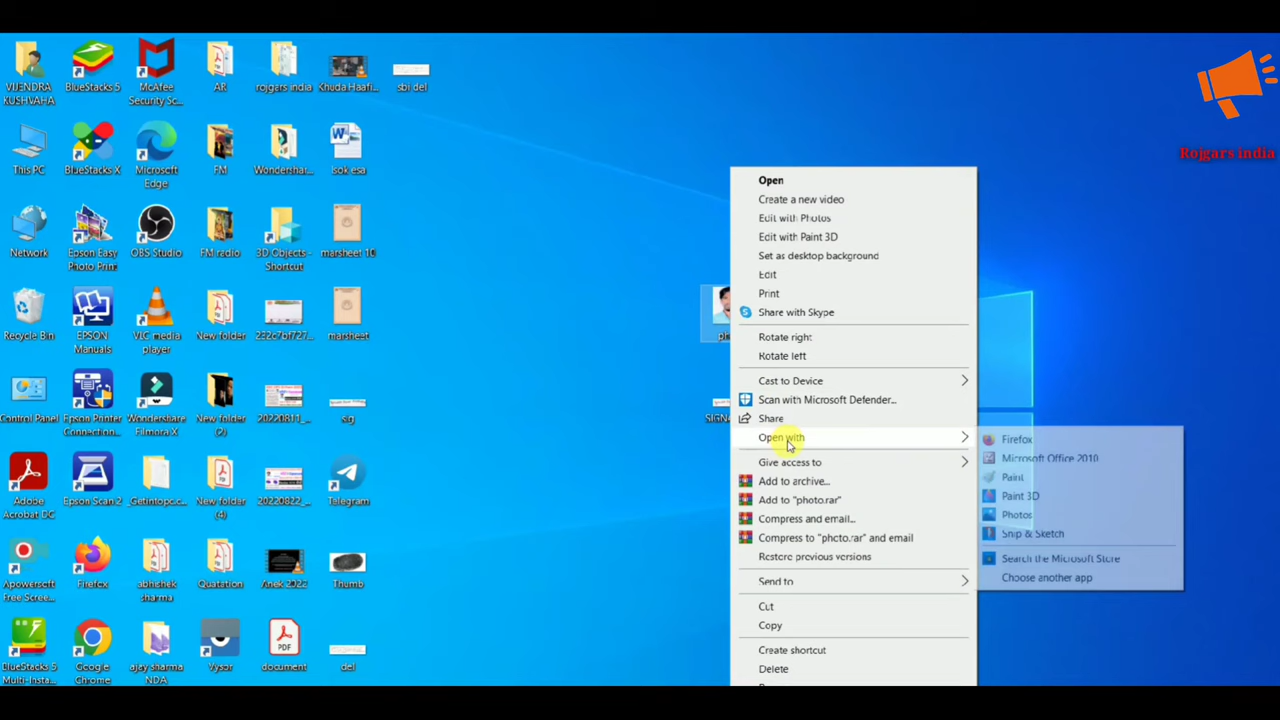 VIJENDRA
KUSHVAHA
BlueStacks 5
McAfee
Security Sc...
AR
rojgars india
Khuda Haafi...
sbi del
This PC
BlueStacks X
Microsoft
Edge
FM
Wondershar...
isok esa
Network
Epson Easy
Photo Print
OBS Studio
FM radio
3D Objects -
Shortcut
marsheet 10
Recycle Bin
EPSON
Manuals
VLC media
player
New folder
marsheet
Control Panel
Epson Printer
Connection...
Wondershare
Filmora X
New folder
(2)
20220811_...
sig
Adobe
Acrobat DC
Epson Scan 2
Getintopc.c...
New folder
(4)
20220822_...
Telegram
Apowersoft
Free Screen...
Firefox
abhishek
sharma
Quatation
Anek 2022
Thumb
BlueStacks 5
Multi-Insta...
Google
Chrome
ajay sharma
NDA
Vysor
PDF
document
del
Open
Create a new video
Edit with Photos
Edit with Paint 3D
Set as desktop background
Edit
Print
Share with Skype
Rotate right
Rotate left
Cast to Device
Scan with Microsoft Defender...
Share
Open with
Give access to
Add to archive...
Add to "photo.rar"
Compress and email...
Compress to "photo.rar" and email
Restore previous versions
Send to
Cut
Copy
Create shortcut
Delete
Firefox
Microsoft Office 2010
Paint
Paint 3D
Photos
Snip & Sketch
Search the Microsoft Store
Choose another app
Rojgars india